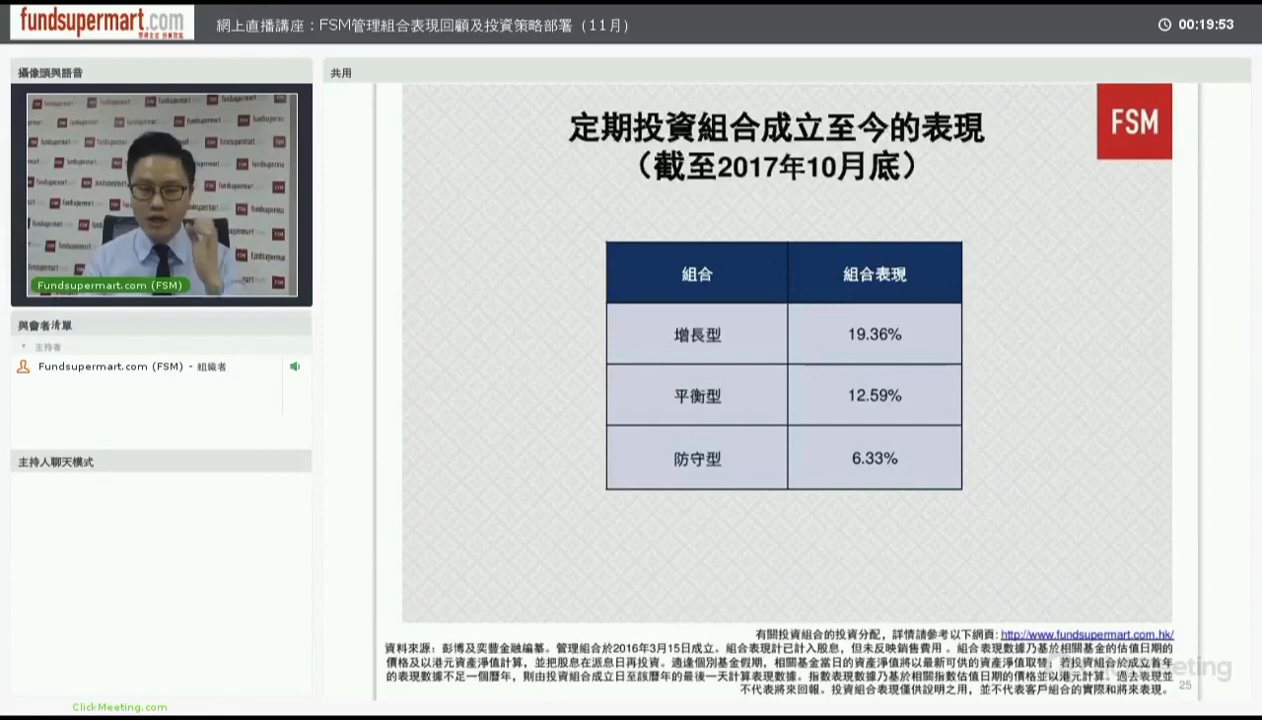 fundsupermart.com
網上直播講座：FSM管理組合表現回顧及投資策略部署（11月）
00:19:53
攝像頭與語音
Fundsupermart.com (FSM)
與會者清單
主持者
Fundsupermart.com (FSM) - 組織者
主持人聊天模式
ClickMeeting.com
共用
FSM
定期投資組合成立至今的表現
（截至2017年10月底）
組合 組合表現
增長型 19.36%
平衡型 12.59%
防守型 6.33%
有關投資組合的投資分配，詳情請參考以下網頁: http://www.fundsupermart.com.hk/
資料來源：彭博及奕豐金融編纂。管理組合於2016年3月15日成立。組合表現計已計入股息，但未反映銷售費用 。組合表現數據乃基於相關基金的估值日期的
價格及以港元資產淨值計算，並把股息在派息日再投資。適逢個別基金假期，相關基金當日的資產淨值將以最新可供的資產淨值取替。若投資組合於成立首年
的表現數據不足一個曆年，則由投資組合成立日至該曆年的最後一天計算表現數據。指數表現數據乃基於相關指數估值日期的價格並以港元計算。過去表現並
不代表將來回報。投資組合表現僅供說明之用，並不代表客戶組合的實際和將來表現。
25